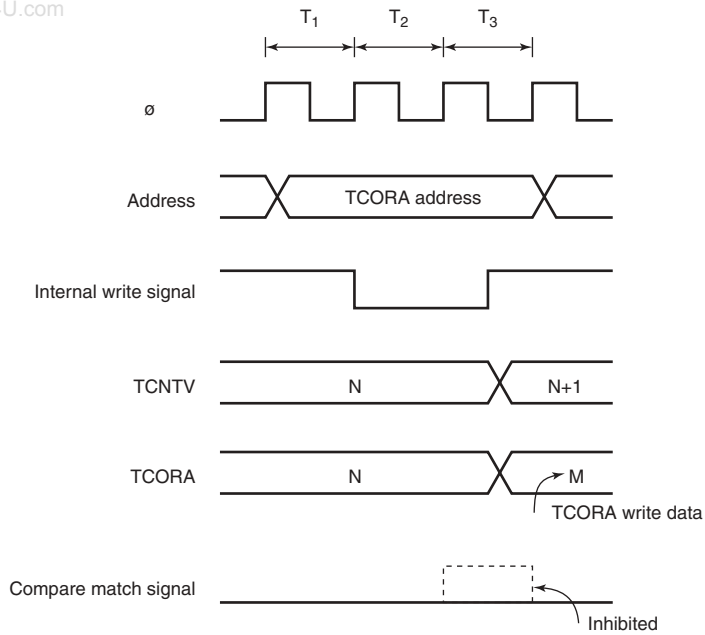 U.com
T1 T2 T3
ø
Address TCORA address
Internal write signal
TCNTV N N+1
TCORA N M
TCORA write data
Compare match signal
Inhibited